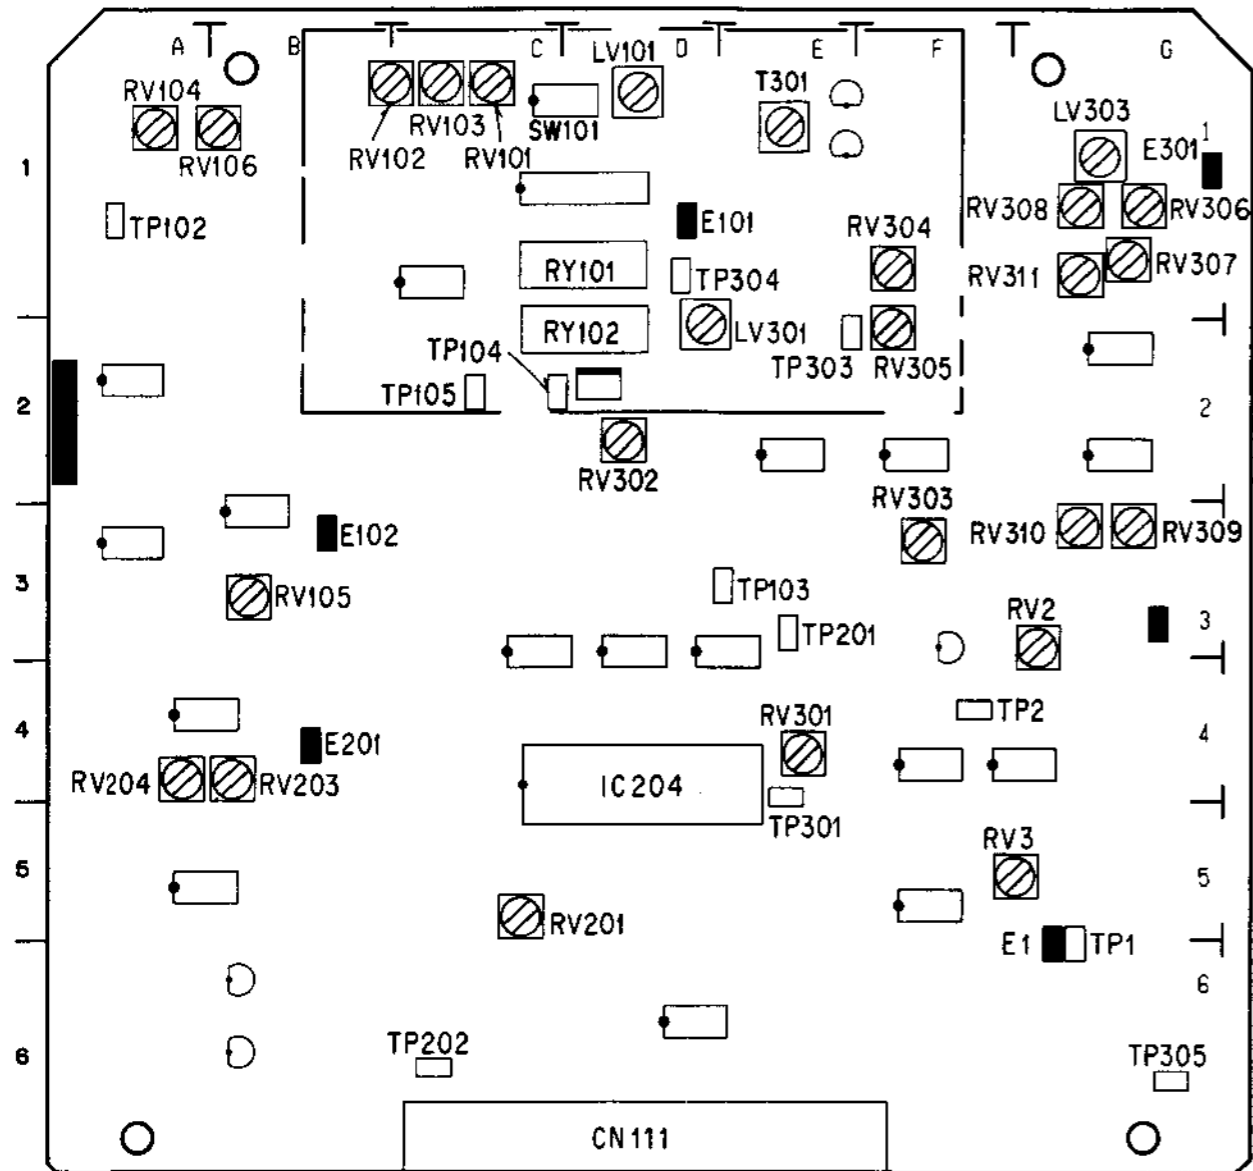 A B C D E F G
LV101
T301
RV104
RV103
SW101
LV303
1
E301
RV106
RV102
RV101
1
RV308
RV306
TP102
E101
RV304
RY101
TP304
RV311
RV307
RY102
LV301
TP104
TP303
RV305
TP105
2
2
RV302
RV303
E102
RV310
RV309
3
TP103
RV105
RV2
TP201
3
TP2
RV301
4
E201
4
RV204
RV203
IC204
TP301
RV3
5
5
RV201
E1
TP1
6
TP202
6
TP305
CN111